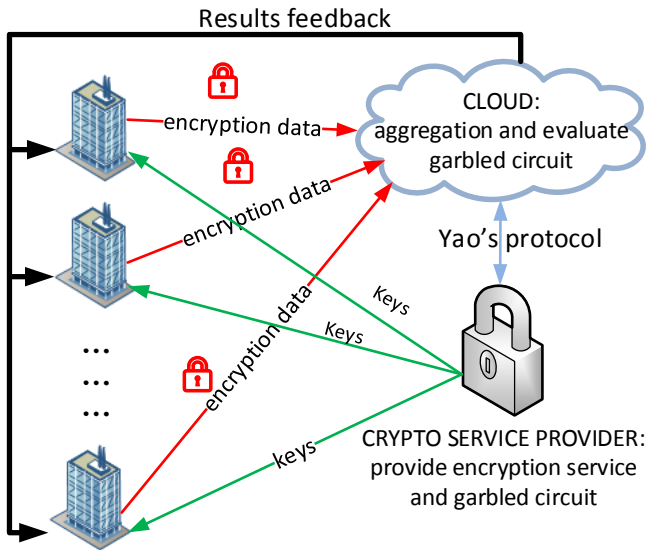 Results feedback
CLOUD:
aggregation and evaluate
garbled circuit
encryption data
encryption data
Yao's protocol
Keys
Keys
encryption data
...
...
...
keys
CRYPTO SERVICE PROVIDER:
provide encryption service
and garbled circuit